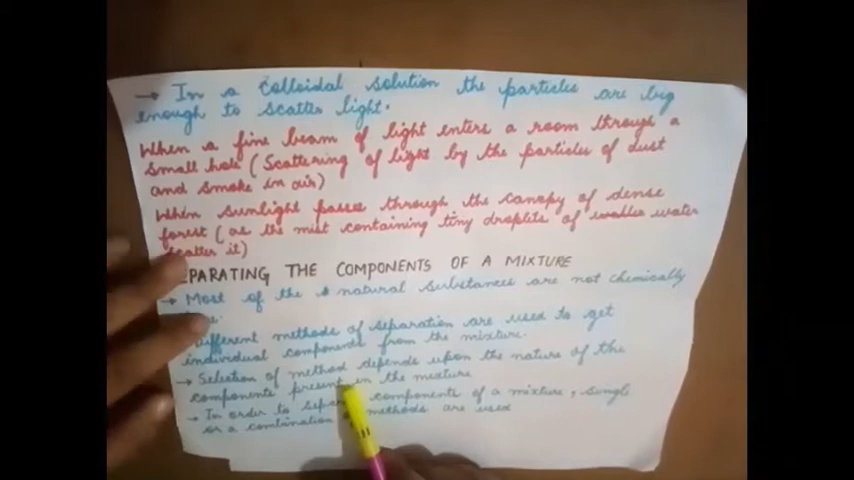 → In a colloidal solution the particles are big
enough to scatter light.
When a fine beam of light enters a room through a
small hole (Scattering of light by the particles of dust
and smoke in air)
When sunlight passes through the canopy of dense
forest (as the mist containing tiny droplets of water
scatter it)
EPARATING THE COMPONENTS OF A MIXTURE
→ Most of the natural substances are not chemically
Different methods of separation are used to get
individual components from the mixture.
→ Selection of method depends upon the nature of the
components present in the mixture
→ In order to components of a mixture, single
or a combination methods are used